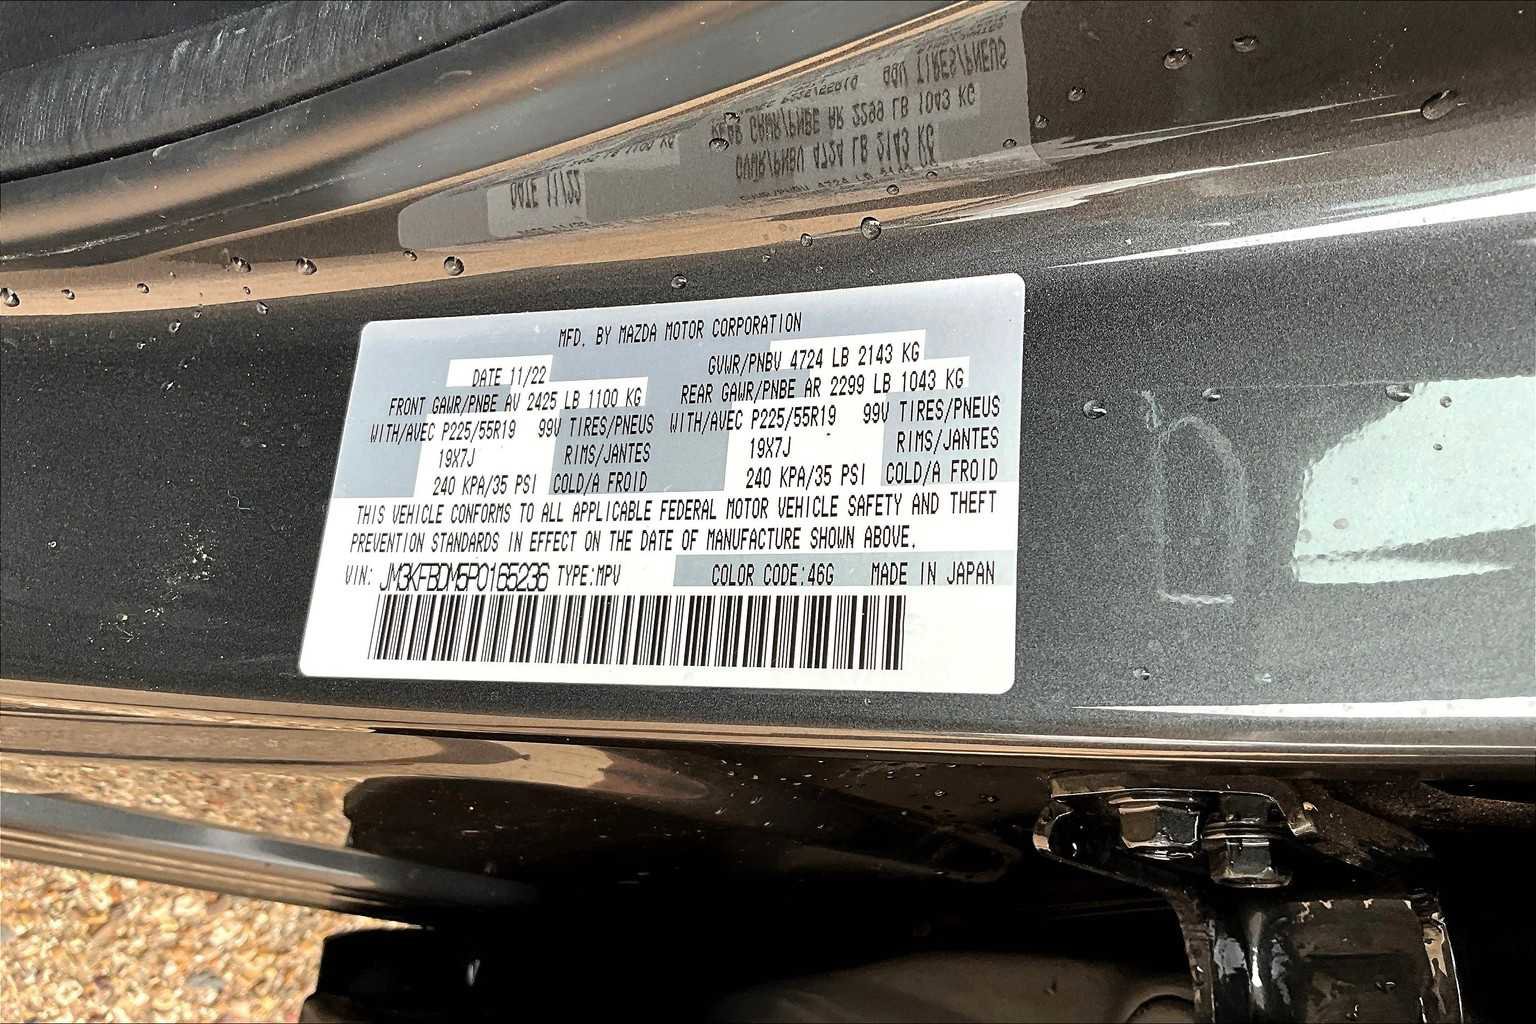 MFD. BY MAZDA MOTOR CORPORATION
DATE 11/22 GVWR/PNBV 4724 LB 2143 KG
FRONT GAWR/PNBE AV 2425 LB 1100 KG REAR GAWR/PNBE AR 2299 LB 1043 KG
WITH/AVEC P225/55R19 99V TIRES/PNEUS WITH/AVEC P225/55R19 99V TIRES/PNEUS
19X7J RIMS/JANTES 19X7J RIMS/JANTES
240 KPA/35 PSI COLD/A FROID 240 KPA/35 PSI COLD/A FROID
THIS VEHICLE CONFORMS TO ALL APPLICABLE FEDERAL MOTOR VEHICLE SAFETY AND THEFT
PREVENTION STANDARDS IN EFFECT ON THE DATE OF MANUFACTURE SHOWN ABOVE.
VIN: JM3KFBDM5P0165236 TYPE:MPV COLOR CODE:46G MADE IN JAPAN